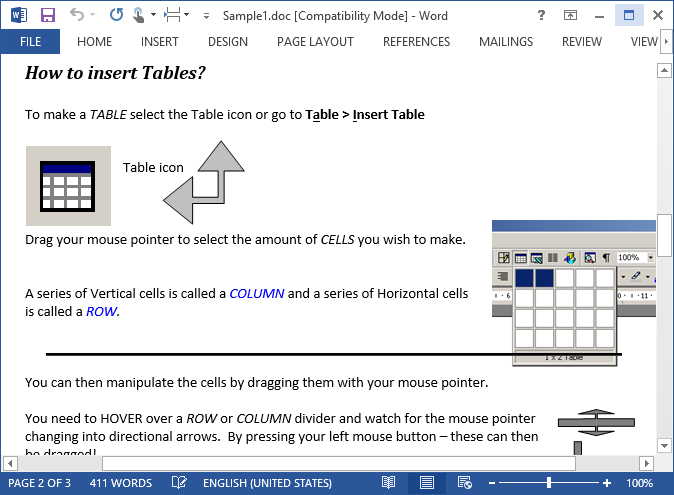 Sample1.doc [Compatibility Mode] - Word
FILE HOME INSERT DESIGN PAGE LAYOUT REFERENCES MAILINGS REVIEW VIEW
How to insert Tables?
To make a TABLE select the Table icon or go to Table > Insert Table
Table icon
Drag your mouse pointer to select the amount of CELLS you wish to make.
100%
6
10 · 11
A series of Vertical cells is called a COLUMN and a series of Horizontal cells
is called a ROW.
1 x 2 Table
You can then manipulate the cells by dragging them with your mouse pointer.
You need to HOVER over a ROW or COLUMN divider and watch for the mouse pointer
changing into directional arrows. By pressing your left mouse button – these can then
be dragged!
PAGE 2 OF 3 411 WORDS ENGLISH (UNITED STATES) 100%